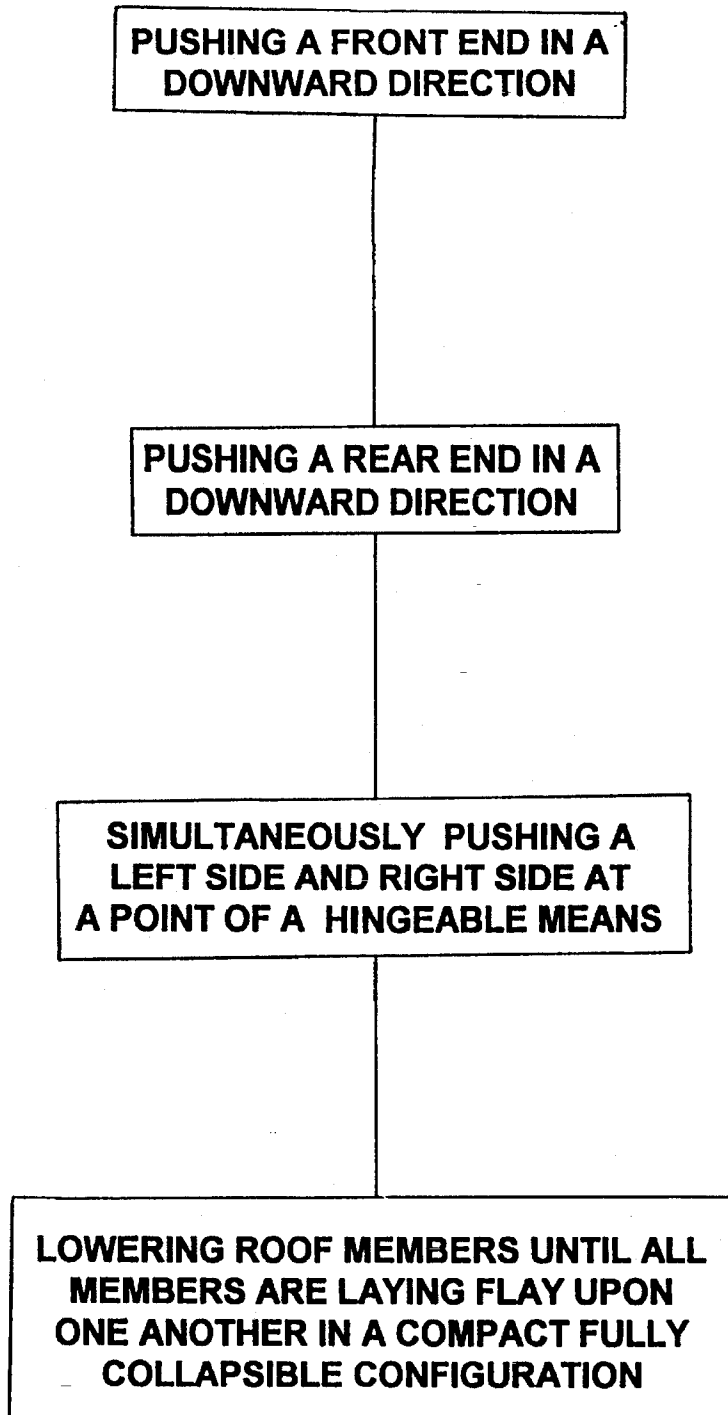 PUSHING A FRONT END IN A
DOWNWARD DIRECTION
PUSHING A REAR END IN A
DOWNWARD DIRECTION
SIMULTANEOUSLY PUSHING A
LEFT SIDE AND RIGHT SIDE AT
A POINT OF A HINGEABLE MEANS
LOWERING ROOF MEMBERS UNTIL ALL
MEMBERS ARE LAYING FLAY UPON
ONE ANOTHER IN A COMPACT FULLY
COLLAPSIBLE CONFIGURATION